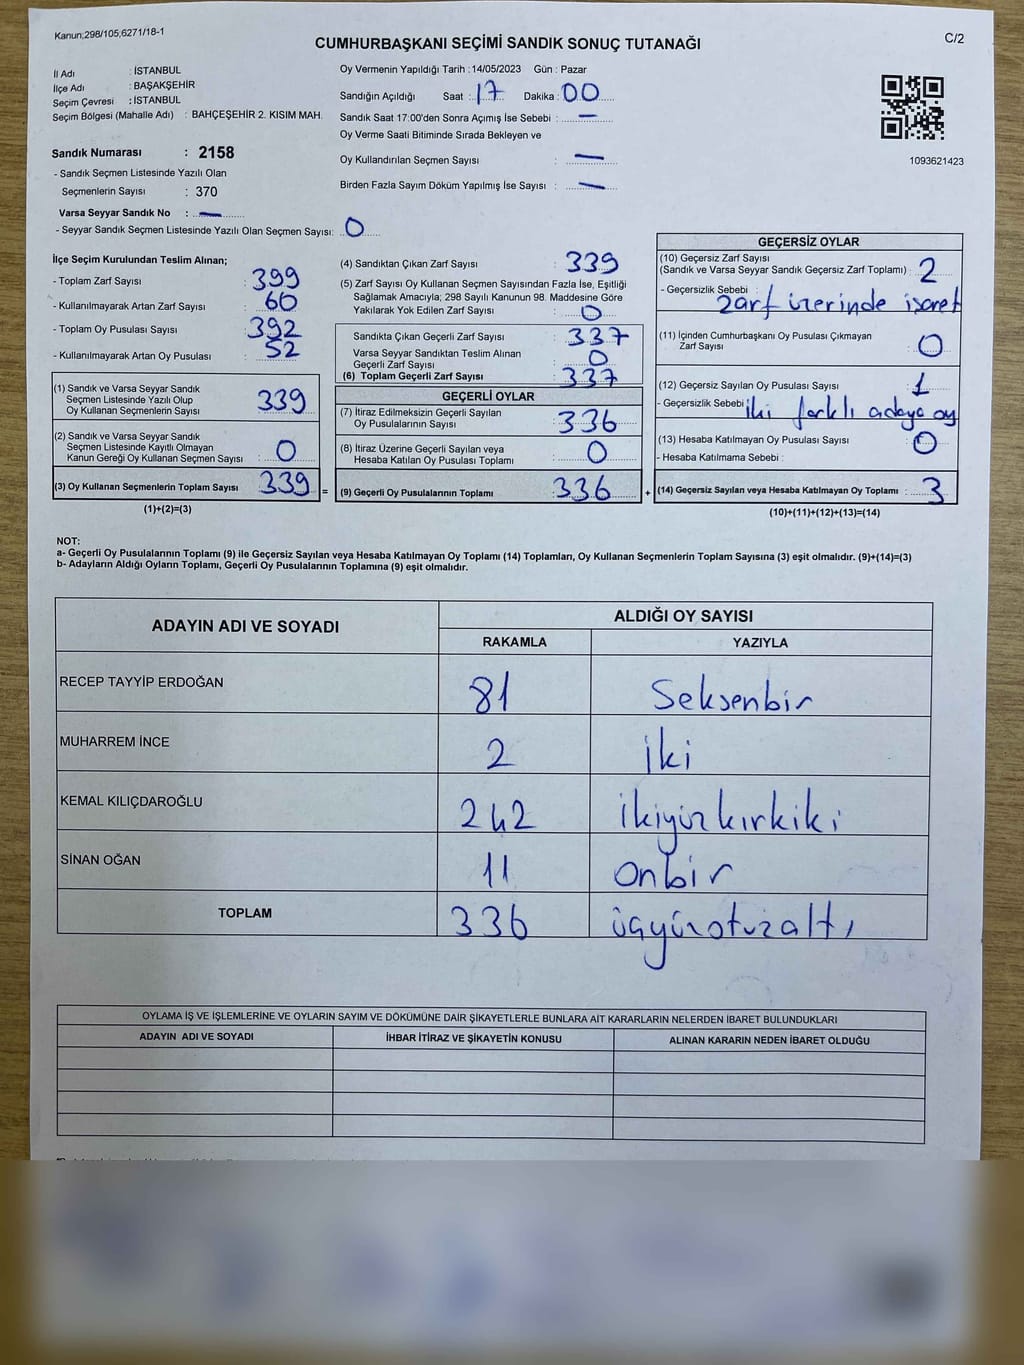 Kanun;298/105,6271/18-1
C/2
CUMHURBAŞKANI SEÇİMİ SANDIK SONUÇ TUTANAĞI
İl Adı : İSTANBUL
İlçe Adı : BAŞAKŞEHİR
Seçim Çevresi : İSTANBUL
Seçim Bölgesi (Mahalle Adı) : BAHÇEŞEHİR 2. KISIM MAH.
Sandık Numarası : 2158
- Sandık Seçmen Listesinde Yazılı Olan
Seçmenlerin Sayısı : 370
Varsa Seyyar Sandık No : —
- Seyyar Sandık Seçmen Listesinde Yazılı Olan Seçmen Sayısı: 0
Oy Vermenin Yapıldığı Tarih : 14/05/2023 Gün : Pazar
Sandığın Açıldığı Saat : 17 Dakika : 00
Sandık Saat 17:00'den Sonra Açımış İse Sebebi : —
Oy Verme Saati Bitiminde Sırada Bekleyen ve
Oy Kullandırılan Seçmen Sayısı : —
Birden Fazla Sayım Döküm Yapılmış İse Sayısı : —
1093621423
İlçe Seçim Kurulundan Teslim Alınan;
- Toplam Zarf Sayısı : 399
- Kullanılmayarak Artan Zarf Sayısı : 60
- Toplam Oy Pusulası Sayısı : 392
- Kullanılmayarak Artan Oy Pusulası : 52
(1) Sandık ve Varsa Seyyar Sandık
Seçmen Listesinde Yazılı Olup
Oy Kullanan Seçmenlerin Sayısı : 339
(2) Sandık ve Varsa Seyyar Sandık
Seçmen Listesinde Kayıtlı Olmayan
Kanun Gereği Oy Kullanan Seçmen Sayısı : 0
(3) Oy Kullanan Seçmenlerin Toplam Sayısı : 339
(1)+(2)=(3)
=
(4) Sandıktan Çıkan Zarf Sayısı : 339
(5) Zarf Sayısı Oy Kullanan Seçmen Sayısından Fazla İse, Eşitliği
Sağlamak Amacıyla; 298 Sayılı Kanunun 98. Maddesine Göre
Yakılarak Yok Edilen Zarf Sayısı : 0
Sandıkta Çıkan Geçerli Zarf Sayısı : 337
Varsa Seyyar Sandıktan Teslim Alınan
Geçerli Zarf Sayısı : 0
(6) Toplam Geçerli Zarf Sayısı : 337
GEÇERLİ OYLAR
(7) İtiraz Edilmeksizin Geçerli Sayılan
Oy Pusulalarının Sayısı : 336
(8) İtiraz Üzerine Geçerli Sayılan veya
Hesaba Katılan Oy Pusulası Toplamı : 0
(9) Geçerli Oy Pusulalarının Toplamı : 336
+
GEÇERSİZ OYLAR
(10) Geçersiz Zarf Sayısı
(Sandık ve Varsa Seyyar Sandık Geçersiz Zarf Toplamı) : 2
- Geçersizlik Sebebi :
zarf üzerinde işaret
(11) İçinden Cumhurbaşkanı Oy Pusulası Çıkmayan
Zarf Sayısı : 0
(12) Geçersiz Sayılan Oy Pusulası Sayısı : 1
- Geçersizlik Sebebi iki farklı adaya oy
(13) Hesaba Katılmayan Oy Pusulası Sayısı : 0
- Hesaba Katılmama Sebebi :
(14) Geçersiz Sayılan veya Hesaba Katılmayan Oy Toplamı : 3
(10)+(11)+(12)+(13)=(14)
NOT:
a- Geçerli Oy Pusulalarının Toplamı (9) ile Geçersiz Sayılan veya Hesaba Katılmayan Oy Toplamı (14) Toplamları, Oy Kullanan Seçmenlerin Toplam Sayısına (3) eşit olmalıdır. (9)+(14)=(3)
b- Adayların Aldığı Oyların Toplamı, Geçerli Oy Pusulalarının Toplamına (9) eşit olmalıdır.
ADAYIN ADI VE SOYADI
ALDIĞI OY SAYISI
RAKAMLA YAZIYLA
RECEP TAYYİP ERDOĞAN 81 Seksenbir
MUHARREM İNCE 2 İki
KEMAL KILIÇDAROĞLU 242 ikiyüzkırkiki
SİNAN OĞAN 11 onbir
TOPLAM 336 üçyüzotuzaltı
OYLAMA İŞ VE İŞLEMLERİNE VE OYLARIN SAYIM VE DÖKÜMÜNE DAİR ŞİKAYETLERLE BUNLARA AİT KARARLARIN NELERDEN İBARET BULUNDUKLARI
ADAYIN ADI VE SOYADI İHBAR İTİRAZ VE ŞİKAYETİN KONUSU ALINAN KARARIN NEDEN İBARET OLDUĞU